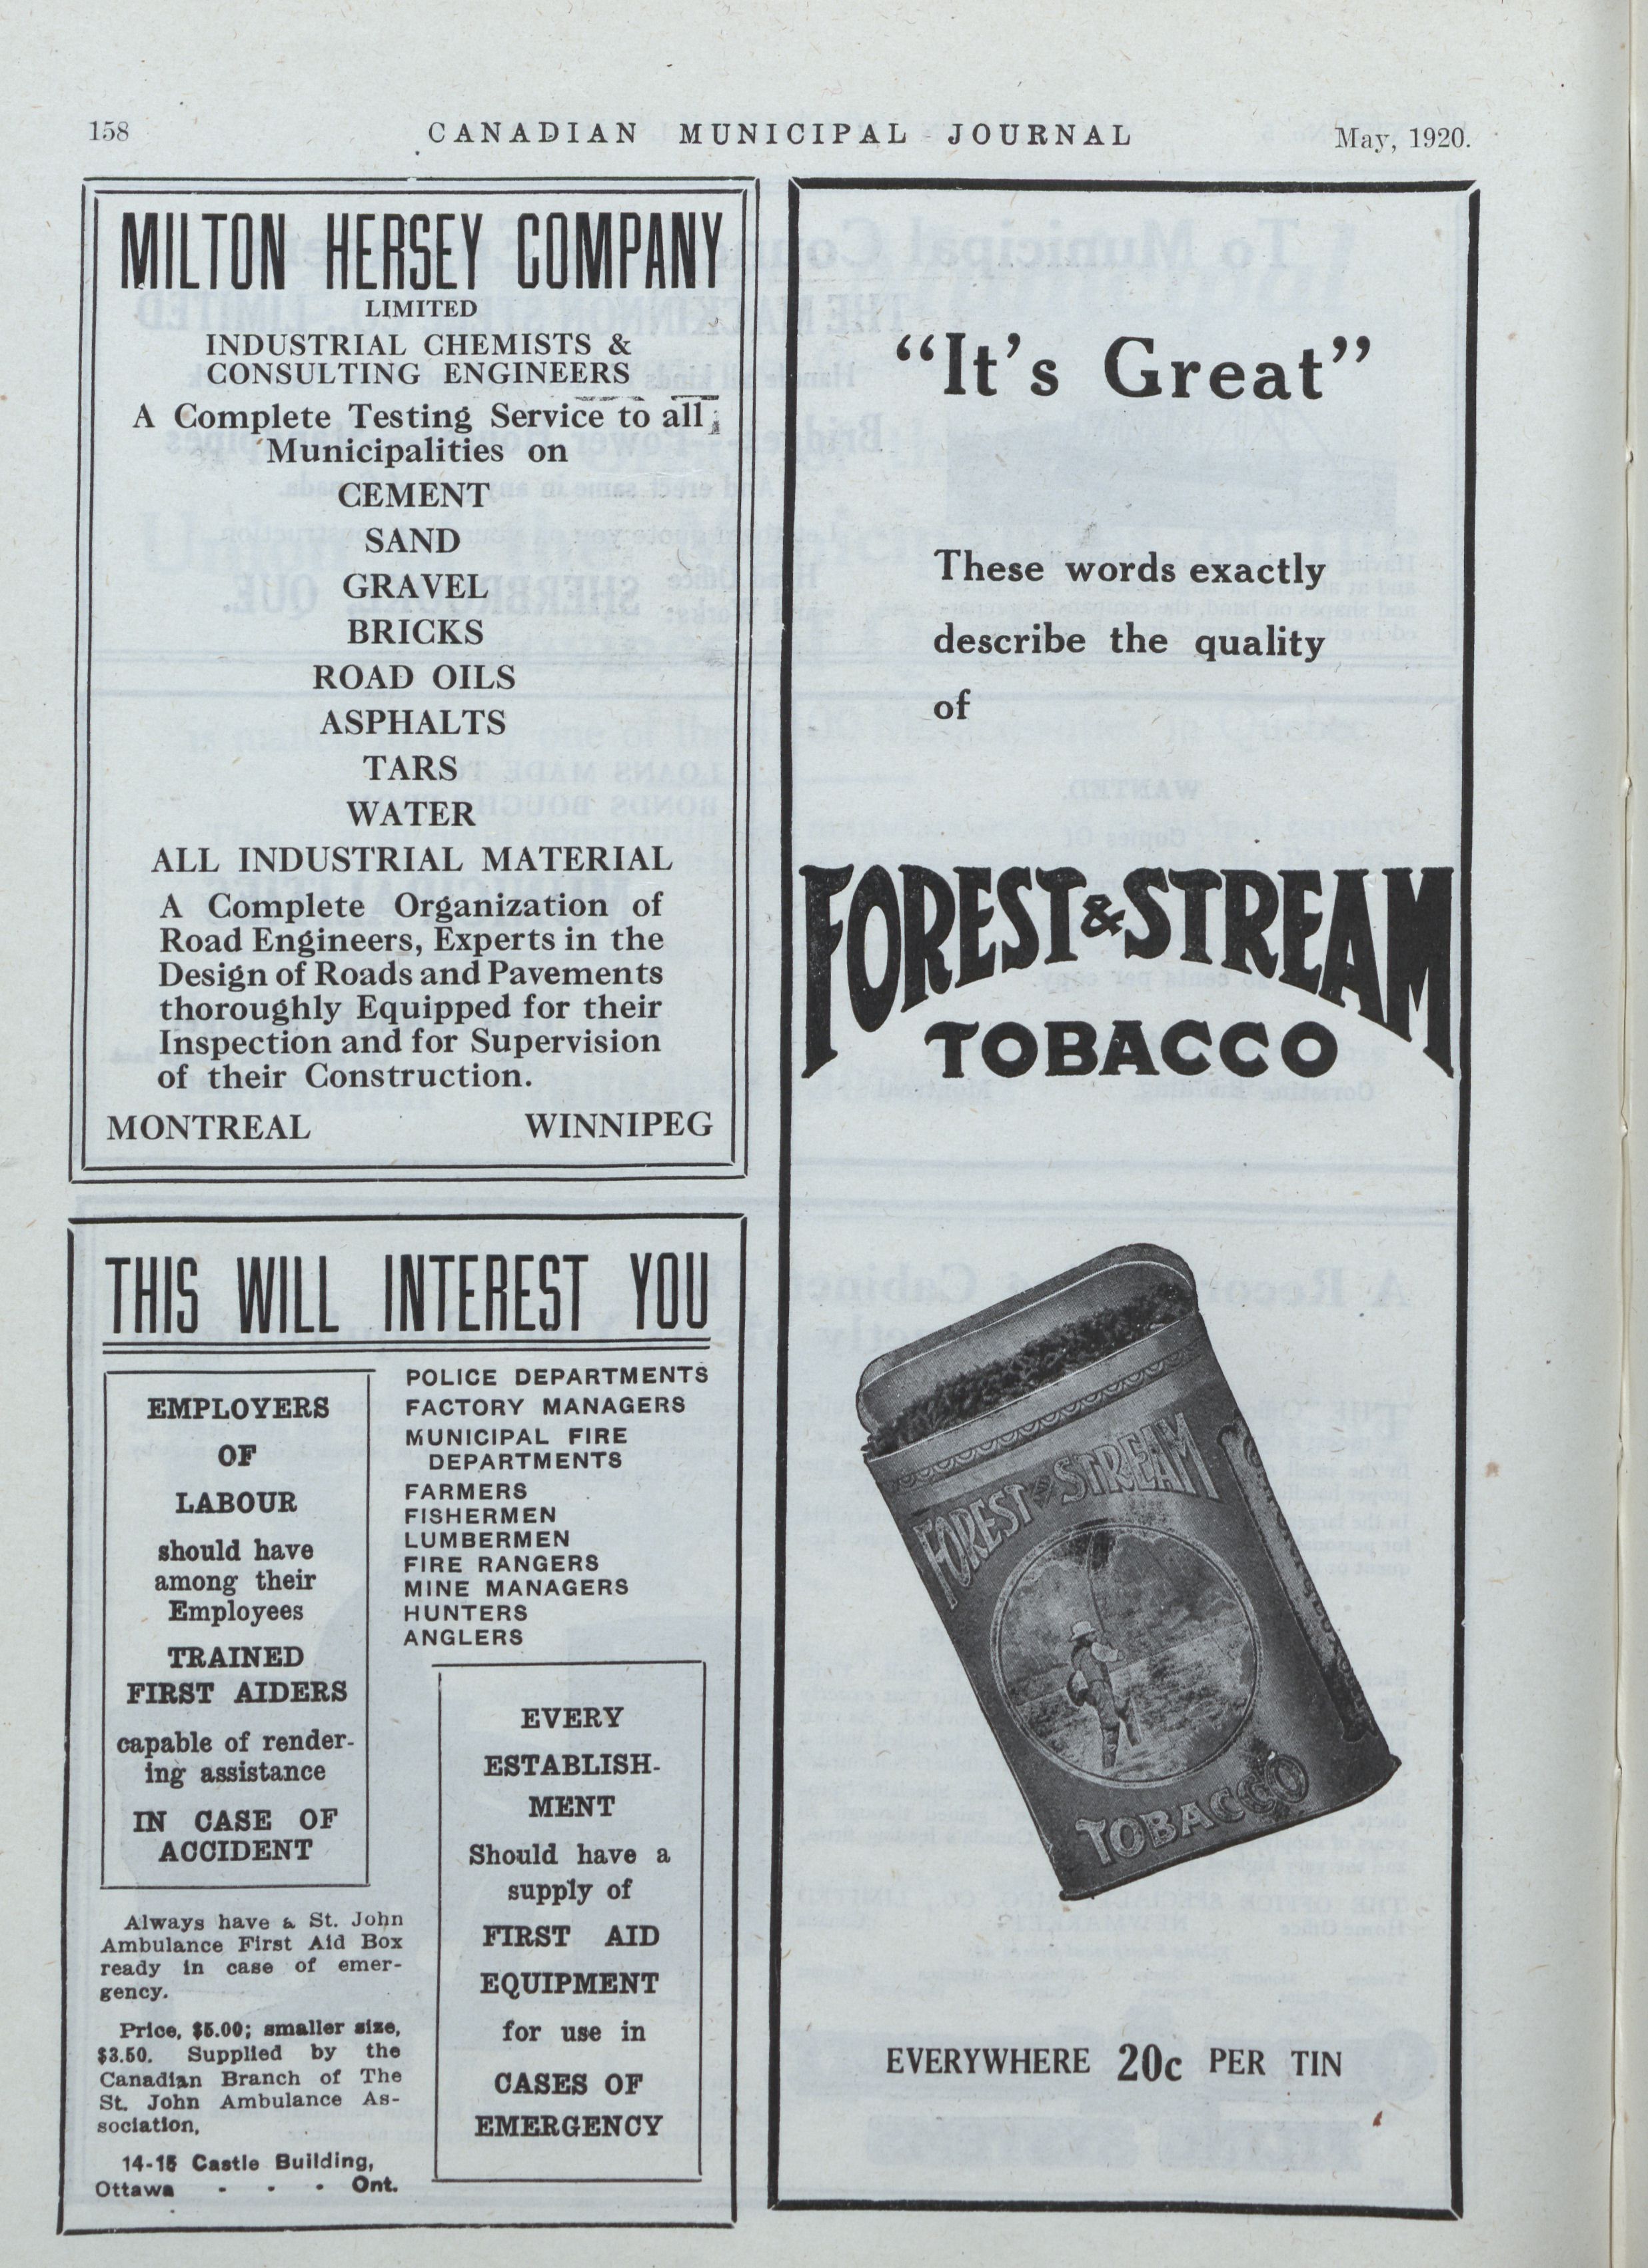 158 CANADIAN MUNICIPAL JOURNAL May, 1920.
MILTON HERSEY COMPANY
LIMITED
INDUSTRIAL CHEMISTS &
CONSULTING ENGINEERS
A Complete Testing Service to all
Municipalities on
CEMENT
SAND
GRAVEL
BRICKS
ROAD OILS
ASPHALTS
TARS
WATER
ALL INDUSTRIAL MATERIAL
A Complete Organization of
Road Engineers, Experts in the
Design of Roads and Pavements
thoroughly Equipped for their
Inspection and for Supervision
of their Construction.
MONTREAL WINNIPEG
THIS WILL INTEREST YOU
EMPLOYERS
OF
LABOUR
should have
among their
Employees
TRAINED
FIRST AIDERS
capable of render-
ing assistance
IN CASE OF
ACCIDENT
Always have a St. John
Ambulance First Aid Box
ready in case of emer-
gency.
Price, $5.00; smaller size,
$3.50. Supplied by the
Canadian Branch of The
St. John Ambulance As-
sociation,
14-15 Castle Building,
Ottawa - - - Ont.
POLICE DEPARTMENTS
FACTORY MANAGERS
MUNICIPAL FIRE
DEPARTMENTS
FARMERS
FISHERMEN
LUMBERMEN
FIRE RANGERS
MINE MANAGERS
HUNTERS
ANGLERS
EVERY
ESTABLISH-
MENT
Should have a
supply of
FIRST AID
EQUIPMENT
for use in
CASES OF
EMERGENCY
"It's Great"
These words exactly
describe the quality
of
FOREST & STREAM
TOBACCO
FOREST AND STREAM
TOBACCO
EVERYWHERE 20c PER TIN